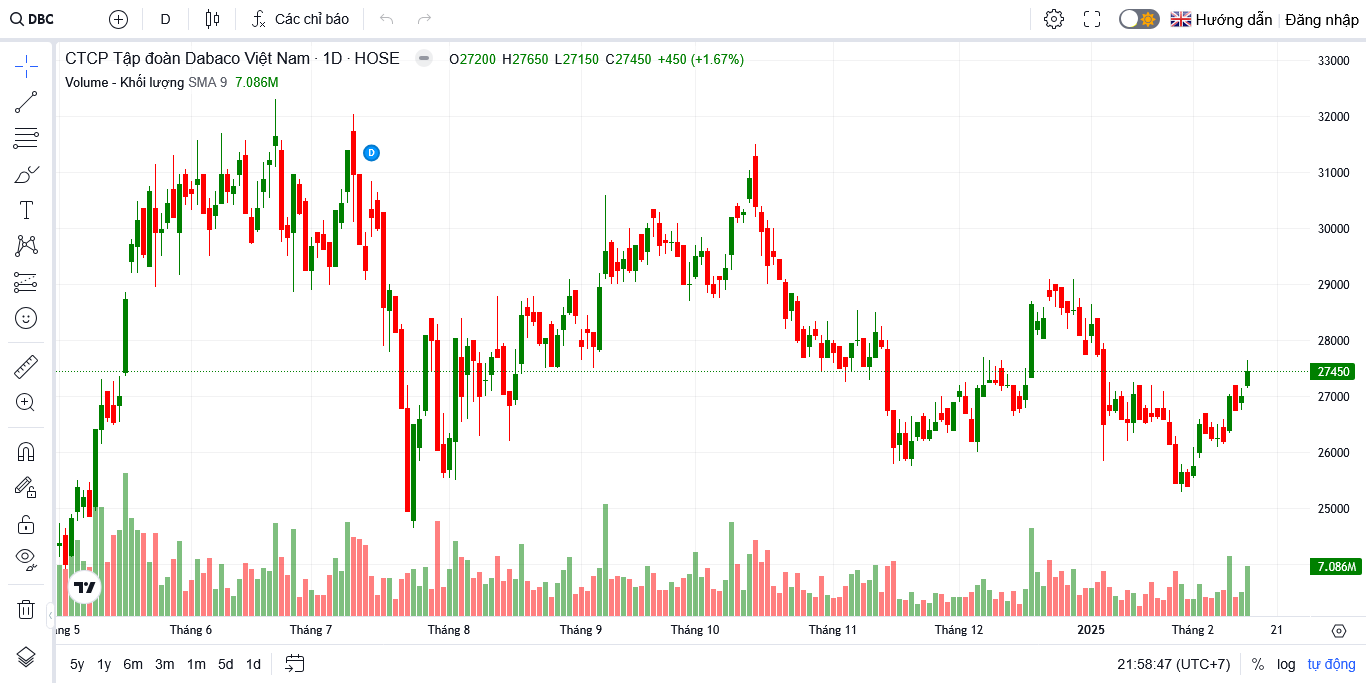 DBC D Các chỉ báo Hướng dẫn Đăng nhập
CTCP Tập đoàn Dabaco Việt Nam · 1D · HOSE O27200 H27650 L27150 C27450 +450 (+1.67%)
Volume - Khối lượng SMA 9 7.086M
D
33000
32000
31000
30000
29000
28000
27450
27000
26000
25000
7.086M
ng 5 Tháng 6 Tháng 7 Tháng 8 Tháng 9 Tháng 10 Tháng 11 Tháng 12 2025 Tháng 2 21
5y 1y 6m 3m 1m 5d 1d 21:58:47 (UTC+7) % log tự động